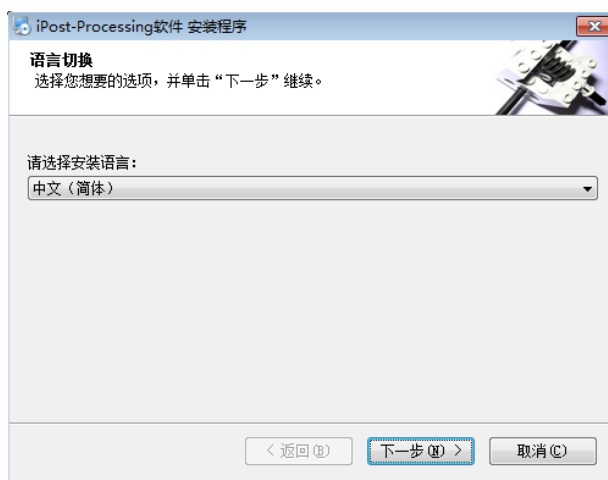 iPost-Processing软件 安装程序
语言切换
选择您想要的选项，并单击“下一步”继续。
请选择安装语言：
中文（简体）
< 返回(B)
下一步(N) >
取消(C)